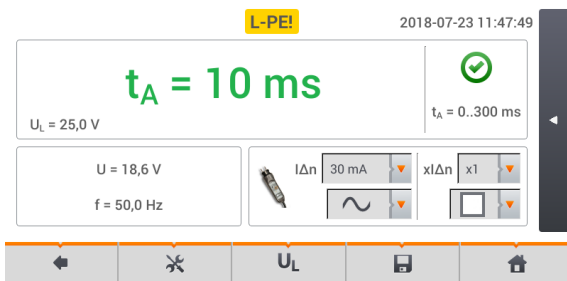 L-PE! 2018-07-23 11:47:49
tA = 10 ms
UL = 25,0 V
tA = 0..300 ms
U = 18,6 V
f = 50,0 Hz
IΔn 30 mA xIΔn x1
UL